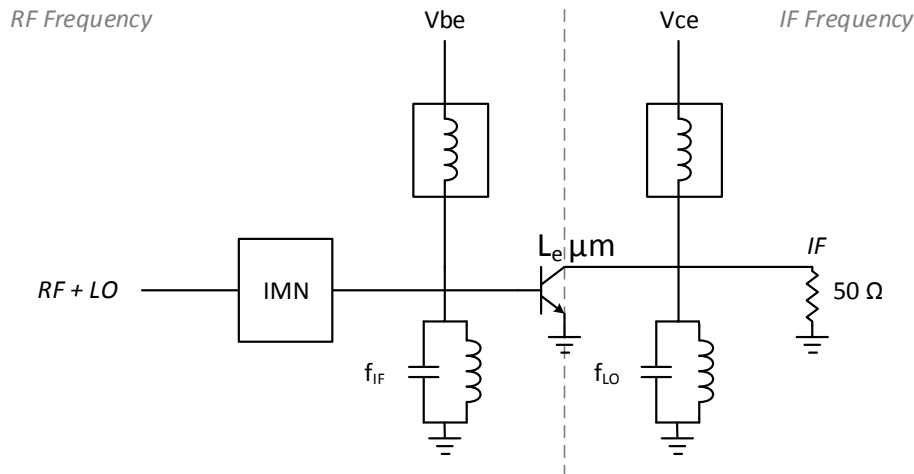 RF Frequency
Vbe
Vce
IF Frequency
Le µm
IF
RF + LO
IMN
50 Ω
fIF
fLO